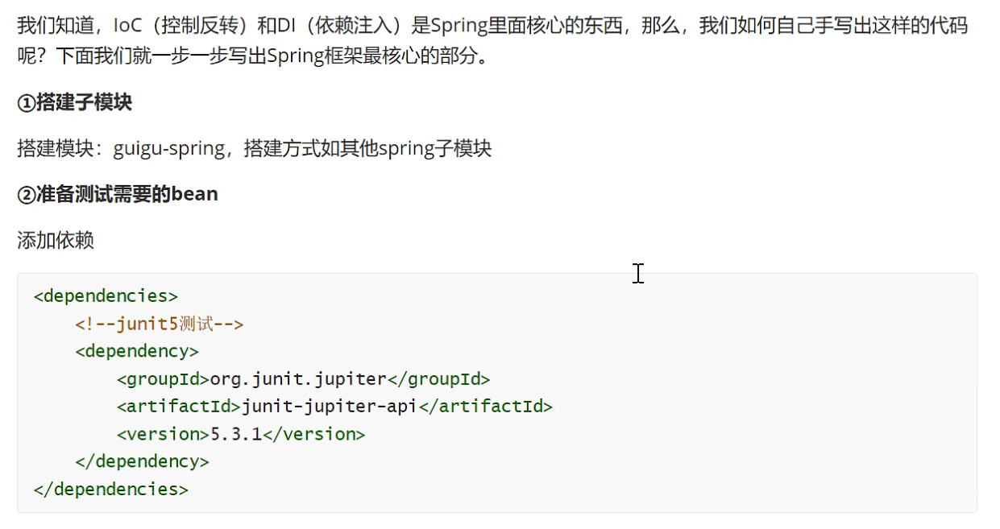 我们知道，IoC（控制反转）和DI（依赖注入）是Spring里面核心的东西，那么，我们如何自己手写出这样的代码
呢？下面我们就一步一步写出Spring框架最核心的部分。
①搭建子模块
搭建模块：guigu-spring，搭建方式如其他spring子模块
②准备测试需要的bean
添加依赖
<dependencies>
    <!--junit5测试-->
    <dependency>
        <groupId>org.junit.jupiter</groupId>
        <artifactId>junit-jupiter-api</artifactId>
        <version>5.3.1</version>
    </dependency>
</dependencies>